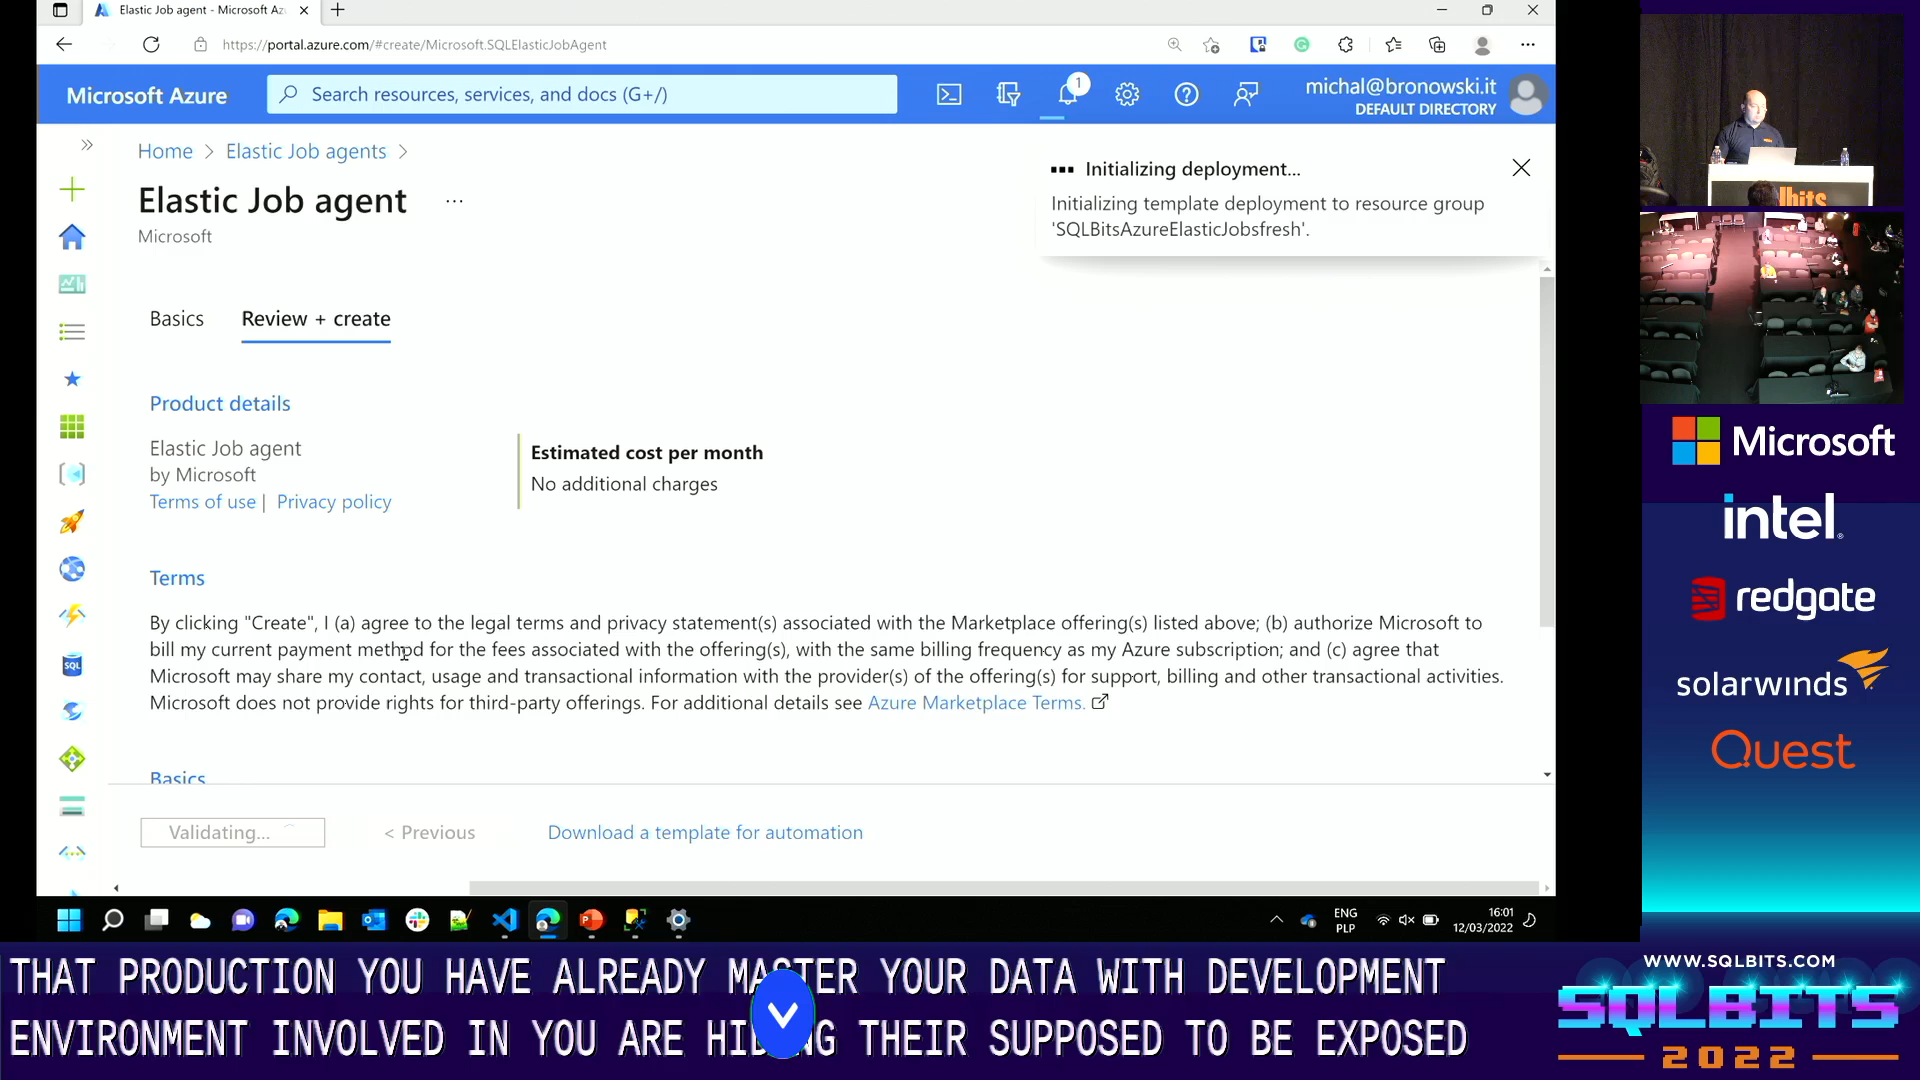 Elastic Job agent - Microsoft Az
https://portal.azure.com/#create/Microsoft.SQLElasticJobAgent
Microsoft Azure
Search resources, services, and docs (G+/)
1
michal@bronowski.it
DEFAULT DIRECTORY
Home > Elastic Job agents >
Elastic Job agent ...
Microsoft
Initializing deployment...
Initializing template deployment to resource group
'SQLBitsAzureElasticJobsfresh'.
Basics
Review + create
Product details
Elastic Job agent
by Microsoft
Terms of use | Privacy policy
Estimated cost per month
No additional charges
Terms
By clicking "Create", I (a) agree to the legal terms and privacy statement(s) associated with the Marketplace offering(s) listed above; (b) authorize Microsoft to
bill my current payment method for the fees associated with the offering(s), with the same billing frequency as my Azure subscription; and (c) agree that
Microsoft may share my contact, usage and transactional information with the provider(s) of the offering(s) for support, billing and other transactional activities.
Microsoft does not provide rights for third-party offerings. For additional details see Azure Marketplace Terms.
Basics
Validating...
< Previous
Download a template for automation
SQL
ENG
PLP
16:01
12/03/2022
lbits
Microsoft
intel.
redgate
solarwinds
Quest
WWW.SQLBITS.COM
SQLBITS
2022
THAT PRODUCTION YOU HAVE ALREADY MASTER YOUR DATA WITH DEVELOPMENT
ENVIRONMENT INVOLVED IN YOU ARE HIDING THEIR SUPPOSED TO BE EXPOSED